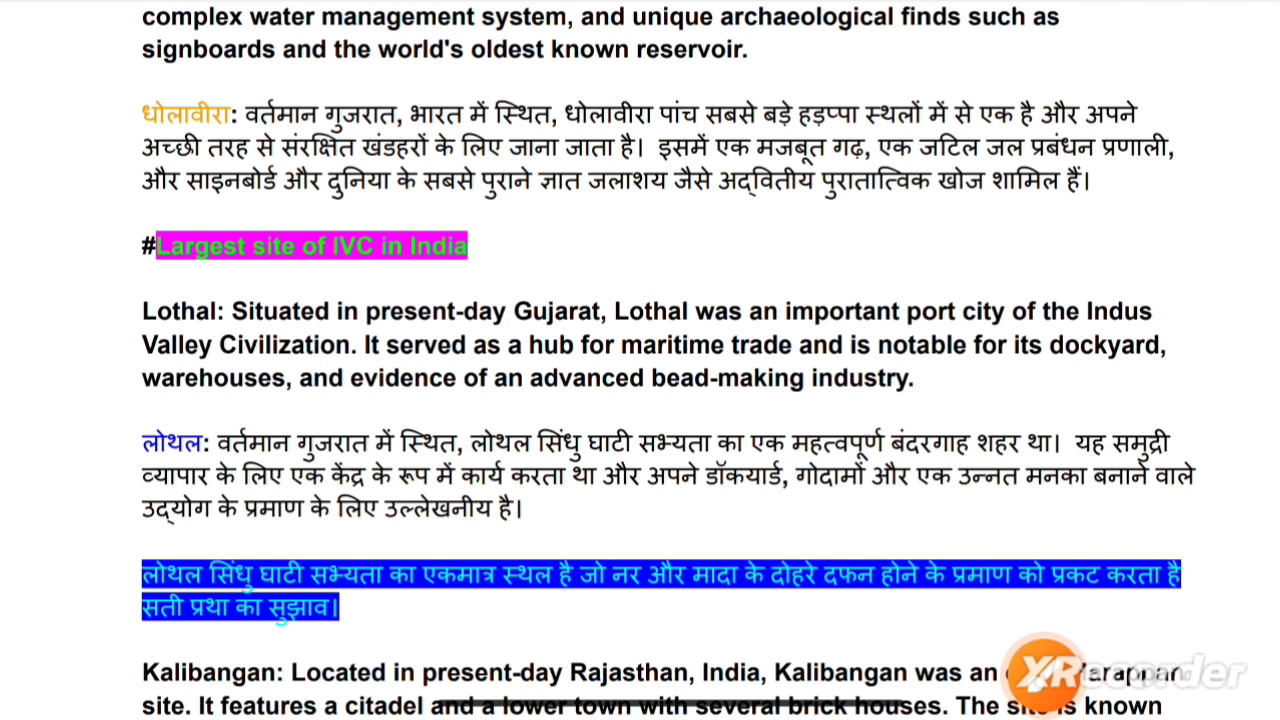 complex water management system, and unique archaeological finds such as
signboards and the world's oldest known reservoir.
धोलावीरा: वर्तमान गुजरात, भारत में स्थित, धोलावीरा पांच सबसे बड़े हड़प्पा स्थलों में से एक है और अपने
अच्छी तरह से संरक्षित खंडहरों के लिए जाना जाता है। इसमें एक मजबूत गढ़, एक जटिल जल प्रबंधन प्रणाली,
और साइनबोर्ड और दुनिया के सबसे पुराने ज्ञात जलाशय जैसे अद्वितीय पुरातात्विक खोज शामिल हैं।
#Largest site of IVC in India
Lothal: Situated in present-day Gujarat, Lothal was an important port city of the Indus
Valley Civilization. It served as a hub for maritime trade and is notable for its dockyard,
warehouses, and evidence of an advanced bead-making industry.
लोथल: वर्तमान गुजरात में स्थित, लोथल सिंधु घाटी सभ्यता का एक महत्वपूर्ण बंदरगाह शहर था। यह समुद्री
व्यापार के लिए एक केंद्र के रूप में कार्य करता था और अपने डॉकयार्ड, गोदामों और एक उन्नत मनका बनाने वाले
उद्योग के प्रमाण के लिए उल्लेखनीय है।
लोथल सिंधु घाटी सभ्यता का एकमात्र स्थल है जो नर और मादा के दोहरे दफन होने के प्रमाण को प्रकट करता है
सती प्रथा का सुझाव।
Kalibangan: Located in present-day Rajasthan, India, Kalibangan was an Harappan
site. It features a citadel and a lower town with several brick houses. The site is known
XRecorder